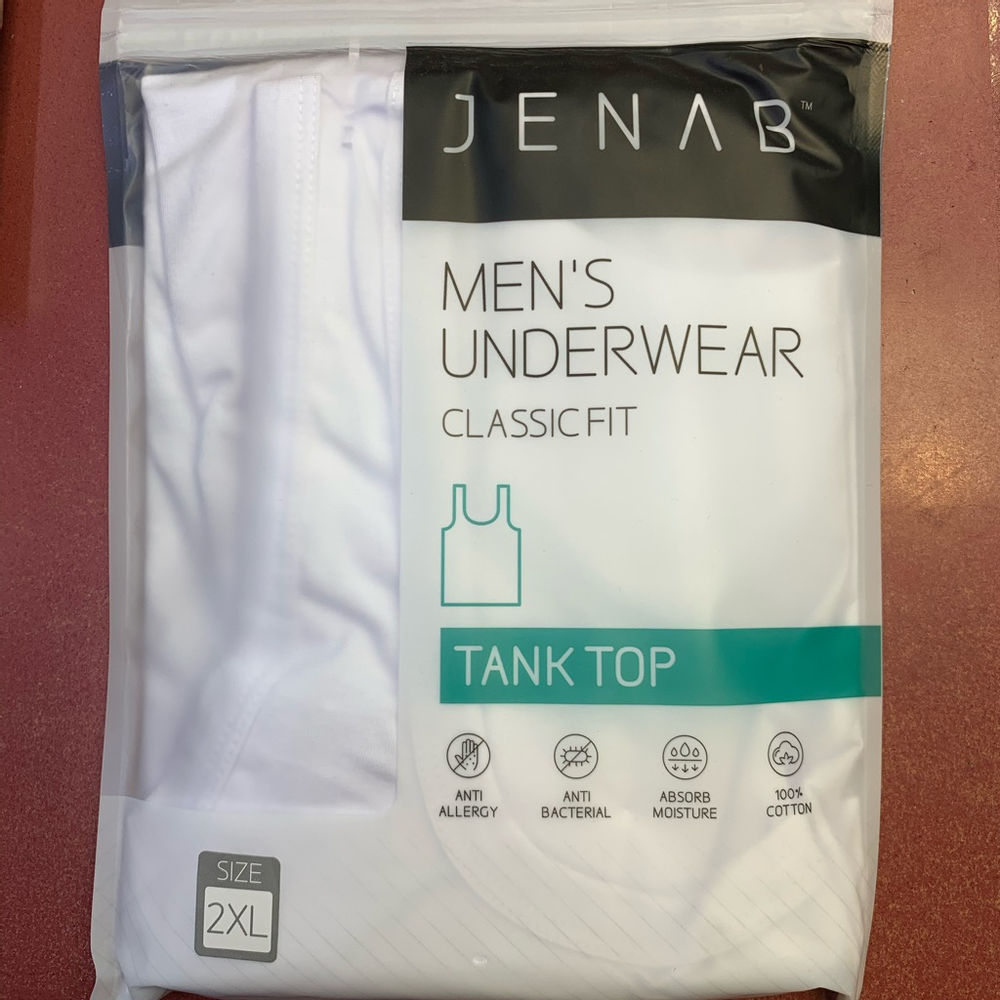 JENAB™
MEN'S
UNDERWEAR
CLASSIC FIT
TANK TOP
ANTI
ALLERGY
ANTI
BACTERIAL
ABSORB
MOISTURE
100%
COTTON
SIZE
2XL